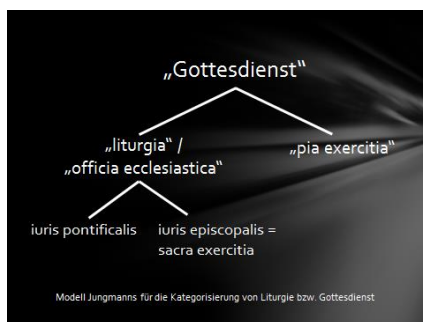 „Gottesdienst“
„liturgia“ /
„officia ecclesiastica“
„pia exercitia“
iuris pontificalis
iuris episcopalis =
sacra exercitia
Modell Jungmanns für die Kategorisierung von Liturgie bzw. Gottesdienst